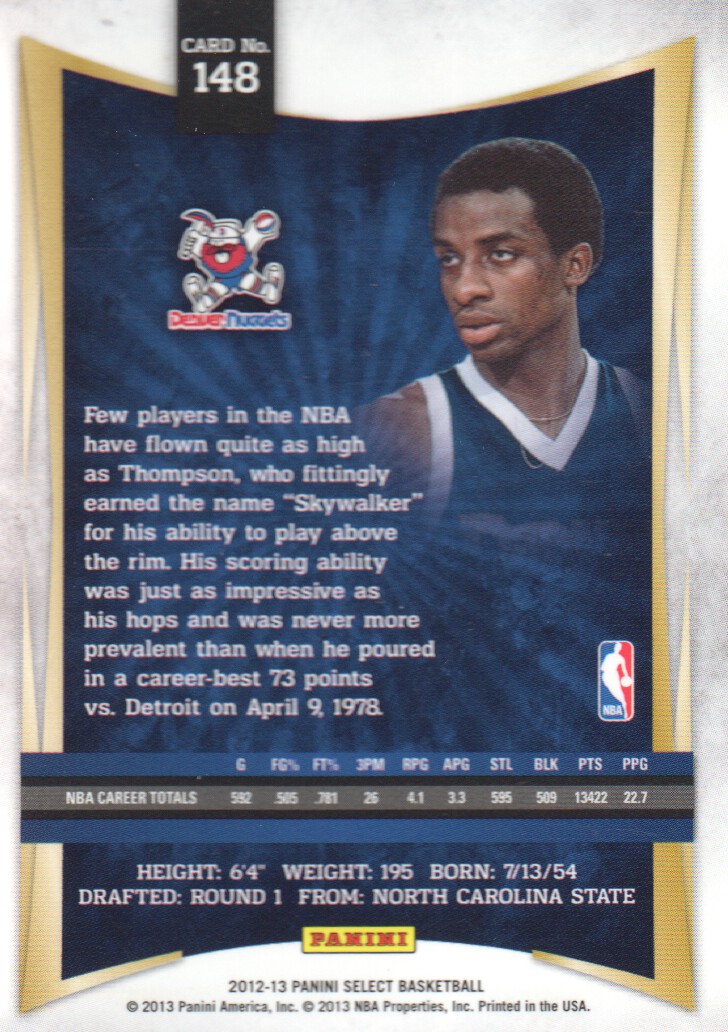 CARD No.
148
Denver Nuggets
Few players in the NBA
have flown quite as high
as Thompson, who fittingly
earned the name "Skywalker"
for his ability to play above
the rim. His scoring ability
was just as impressive as
his hops and was never more
prevalent than when he poured
in a career-best 73 points
vs. Detroit on April 9, 1978.
NBA
G FG% FT% 3PM RPG APG STL BLK PTS PPG
NBA CAREER TOTALS 592 .505 .781 26 4.1 3.3 595 509 13422 22.7
HEIGHT: 6'4" WEIGHT: 195 BORN: 7/13/54
DRAFTED: ROUND 1 FROM: NORTH CAROLINA STATE
PANINI
2012-13 PANINI SELECT BASKETBALL
© 2013 Panini America, Inc. © 2013 NBA Properties, Inc. Printed in the USA.